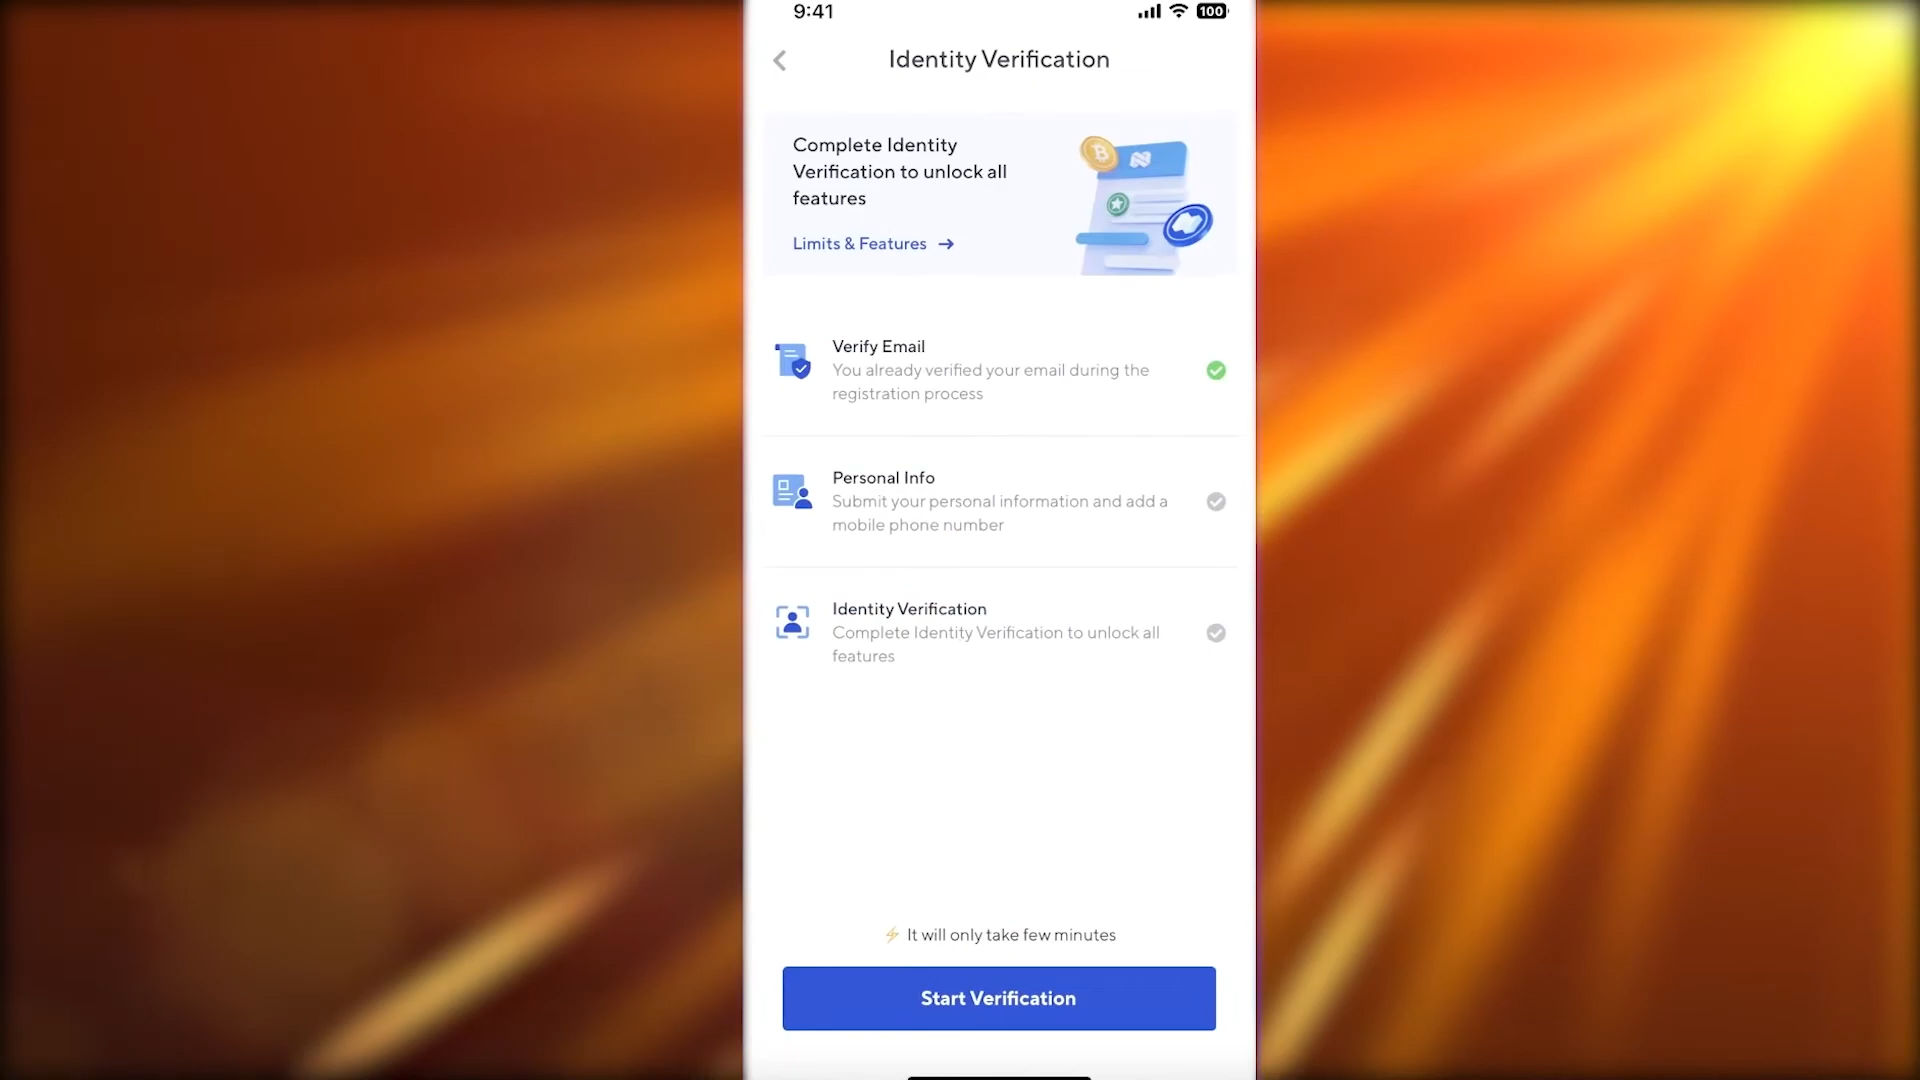 9:41
100
Identity Verification
Complete Identity
Verification to unlock all
features
Limits & Features
Verify Email
You already verified your email during the
registration process
Personal Info
Submit your personal information and add a
mobile phone number
Identity Verification
Complete Identity Verification to unlock all
features
It will only take few minutes
Start Verification